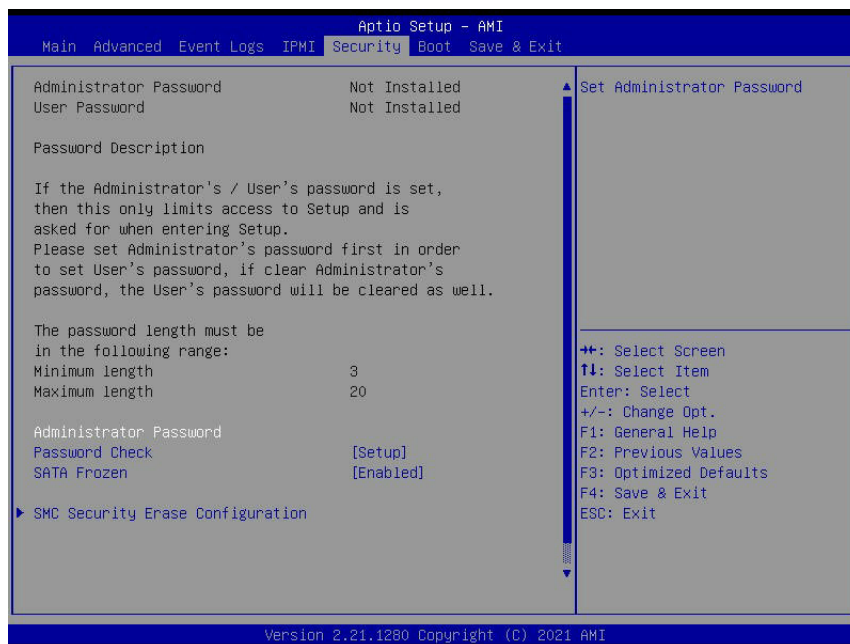 Aptio Setup – AMI
Main Advanced Event Logs IPMI Security Boot Save & Exit
Administrator Password Not Installed
User Password Not Installed
Password Description
If the Administrator's / User's password is set,
then this only limits access to Setup and is
asked for when entering Setup.
Please set Administrator's password first in order
to set User's password, if clear Administrator's
password, the User's password will be cleared as well.
The password length must be
in the following range:
Minimum length 3
Maximum length 20
Administrator Password
Password Check [Setup]
SATA Frozen [Enabled]
▶ SMC Security Erase Configuration
Set Administrator Password
→←: Select Screen
↑↓: Select Item
Enter: Select
+/-: Change Opt.
F1: General Help
F2: Previous Values
F3: Optimized Defaults
F4: Save & Exit
ESC: Exit
Version 2.21.1280 Copyright (C) 2021 AMI